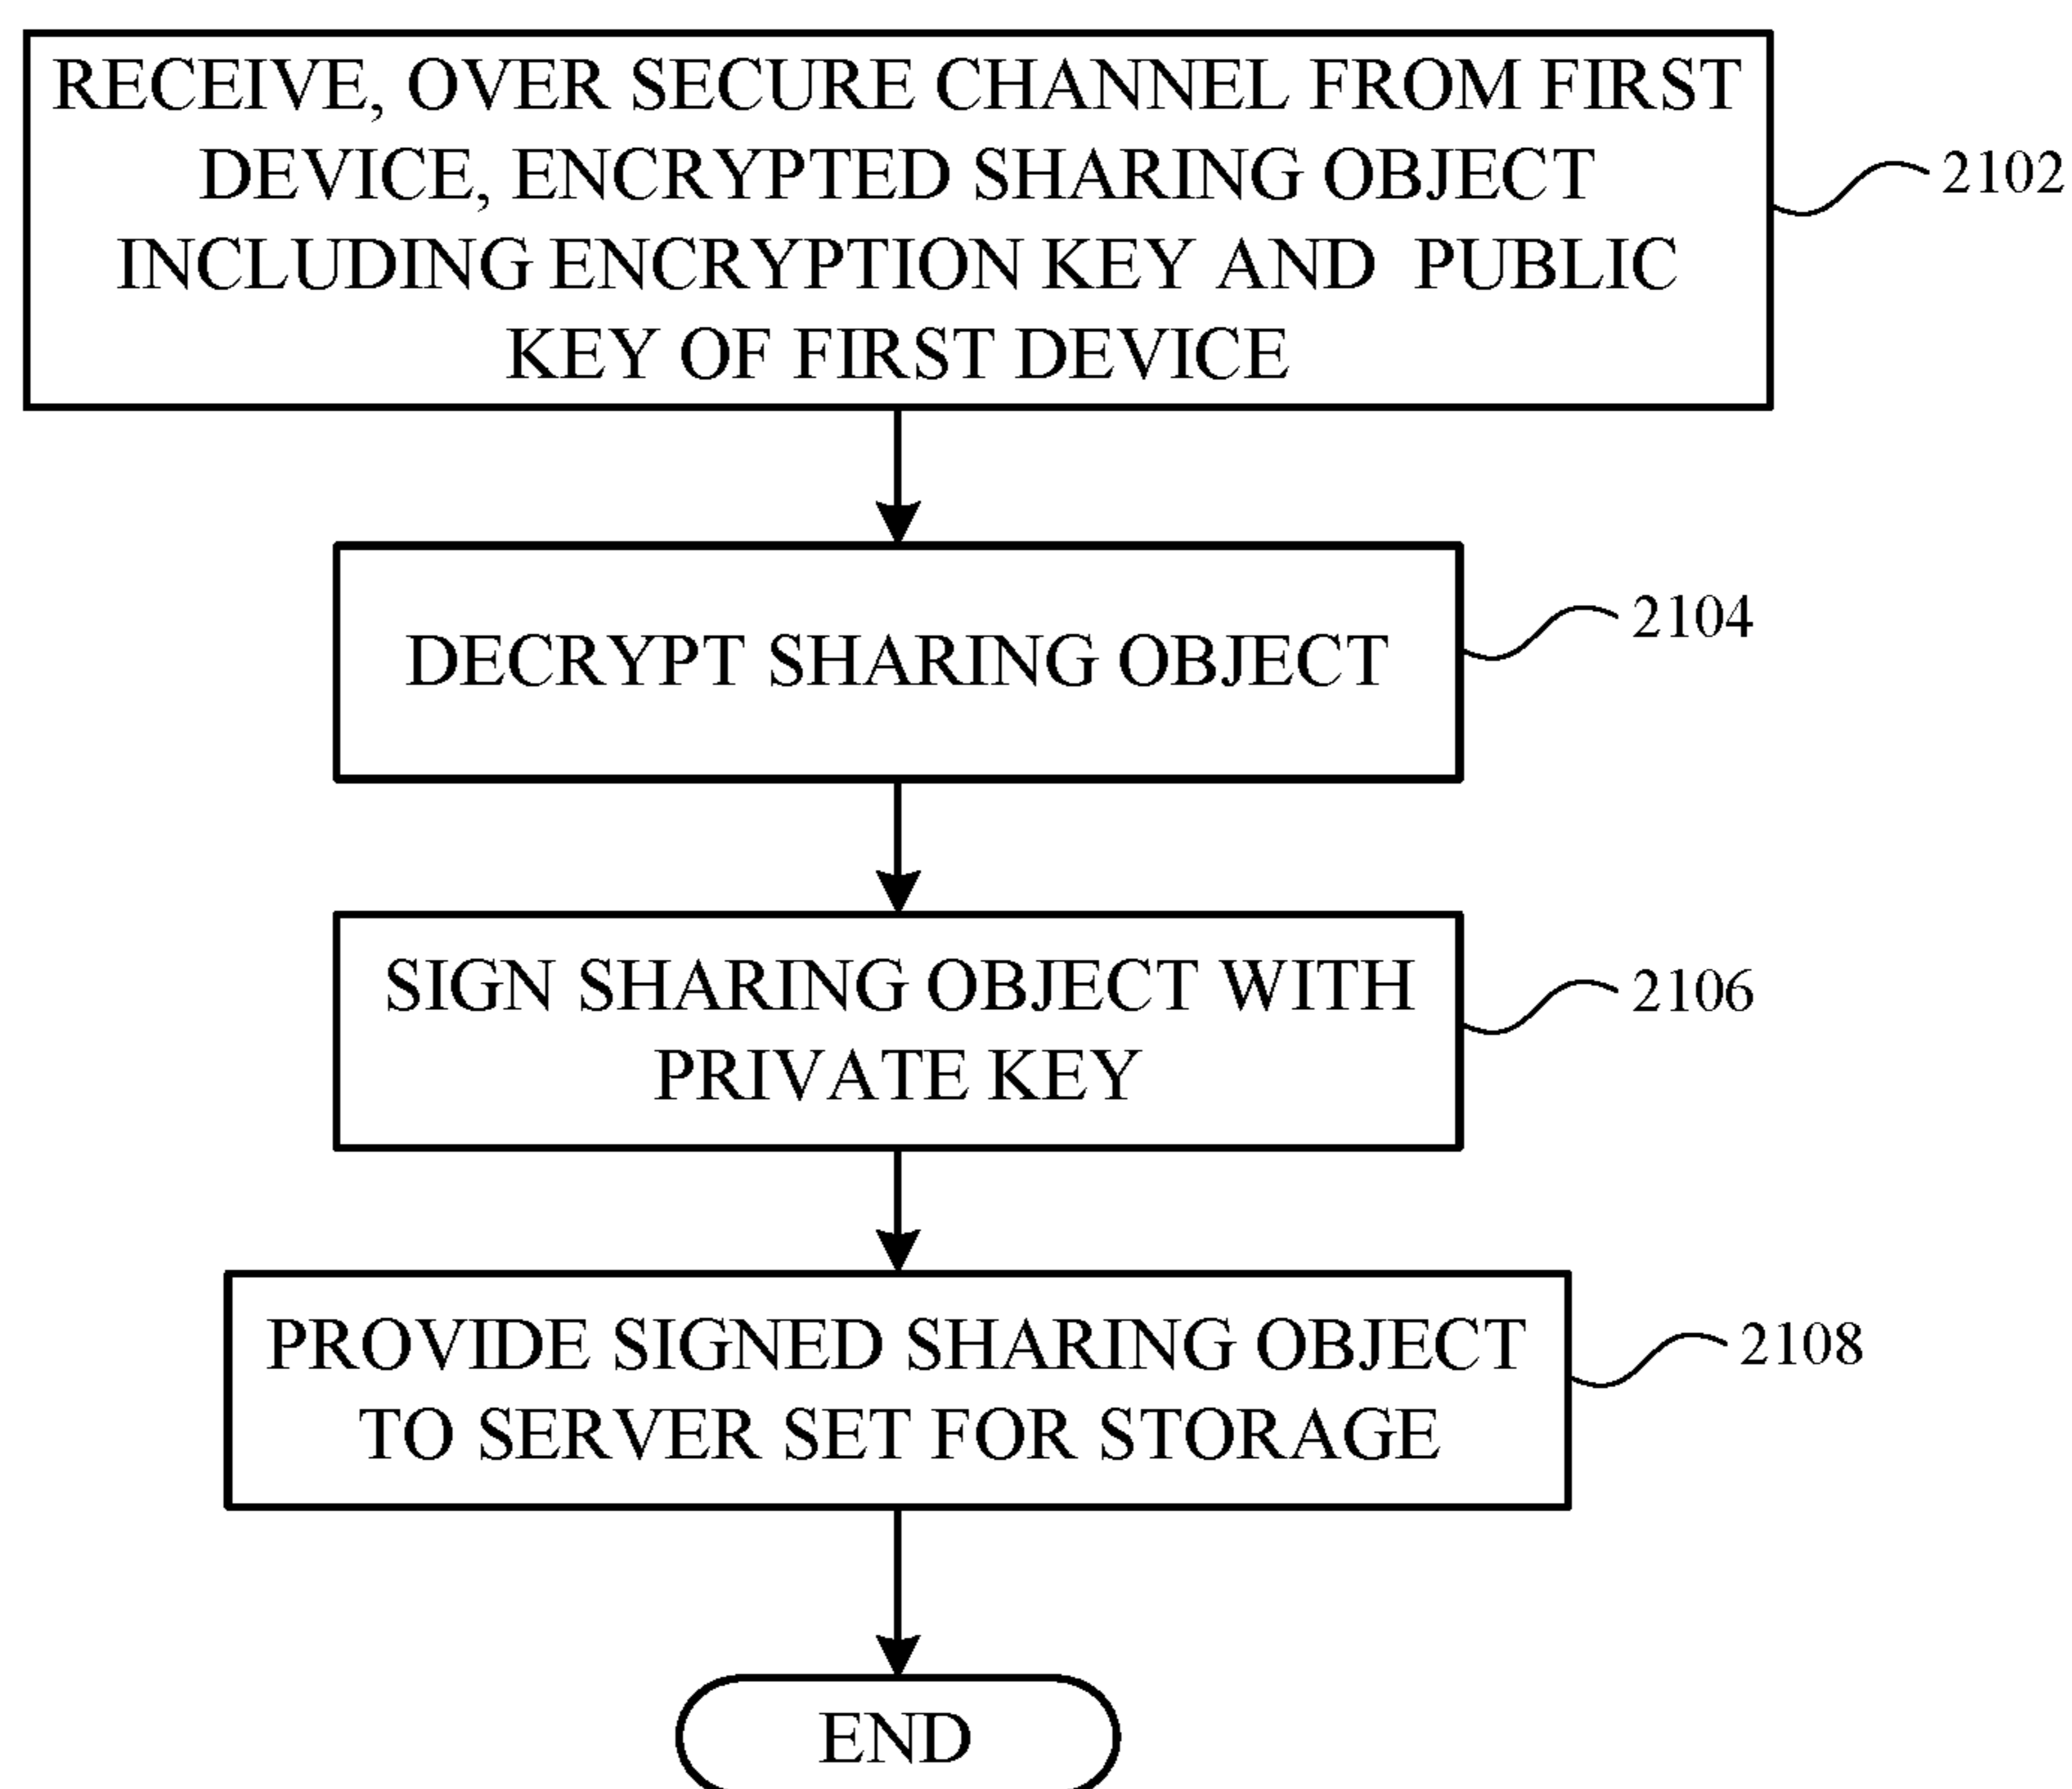 RECEIVE, OVER SECURE CHANNEL FROM FIRST
DEVICE, ENCRYPTED SHARING OBJECT
INCLUDING ENCRYPTION KEY AND PUBLIC
KEY OF FIRST DEVICE
2102
DECRYPT SHARING OBJECT
2104
SIGN SHARING OBJECT WITH
PRIVATE KEY
2106
PROVIDE SIGNED SHARING OBJECT
TO SERVER SET FOR STORAGE
2108
END